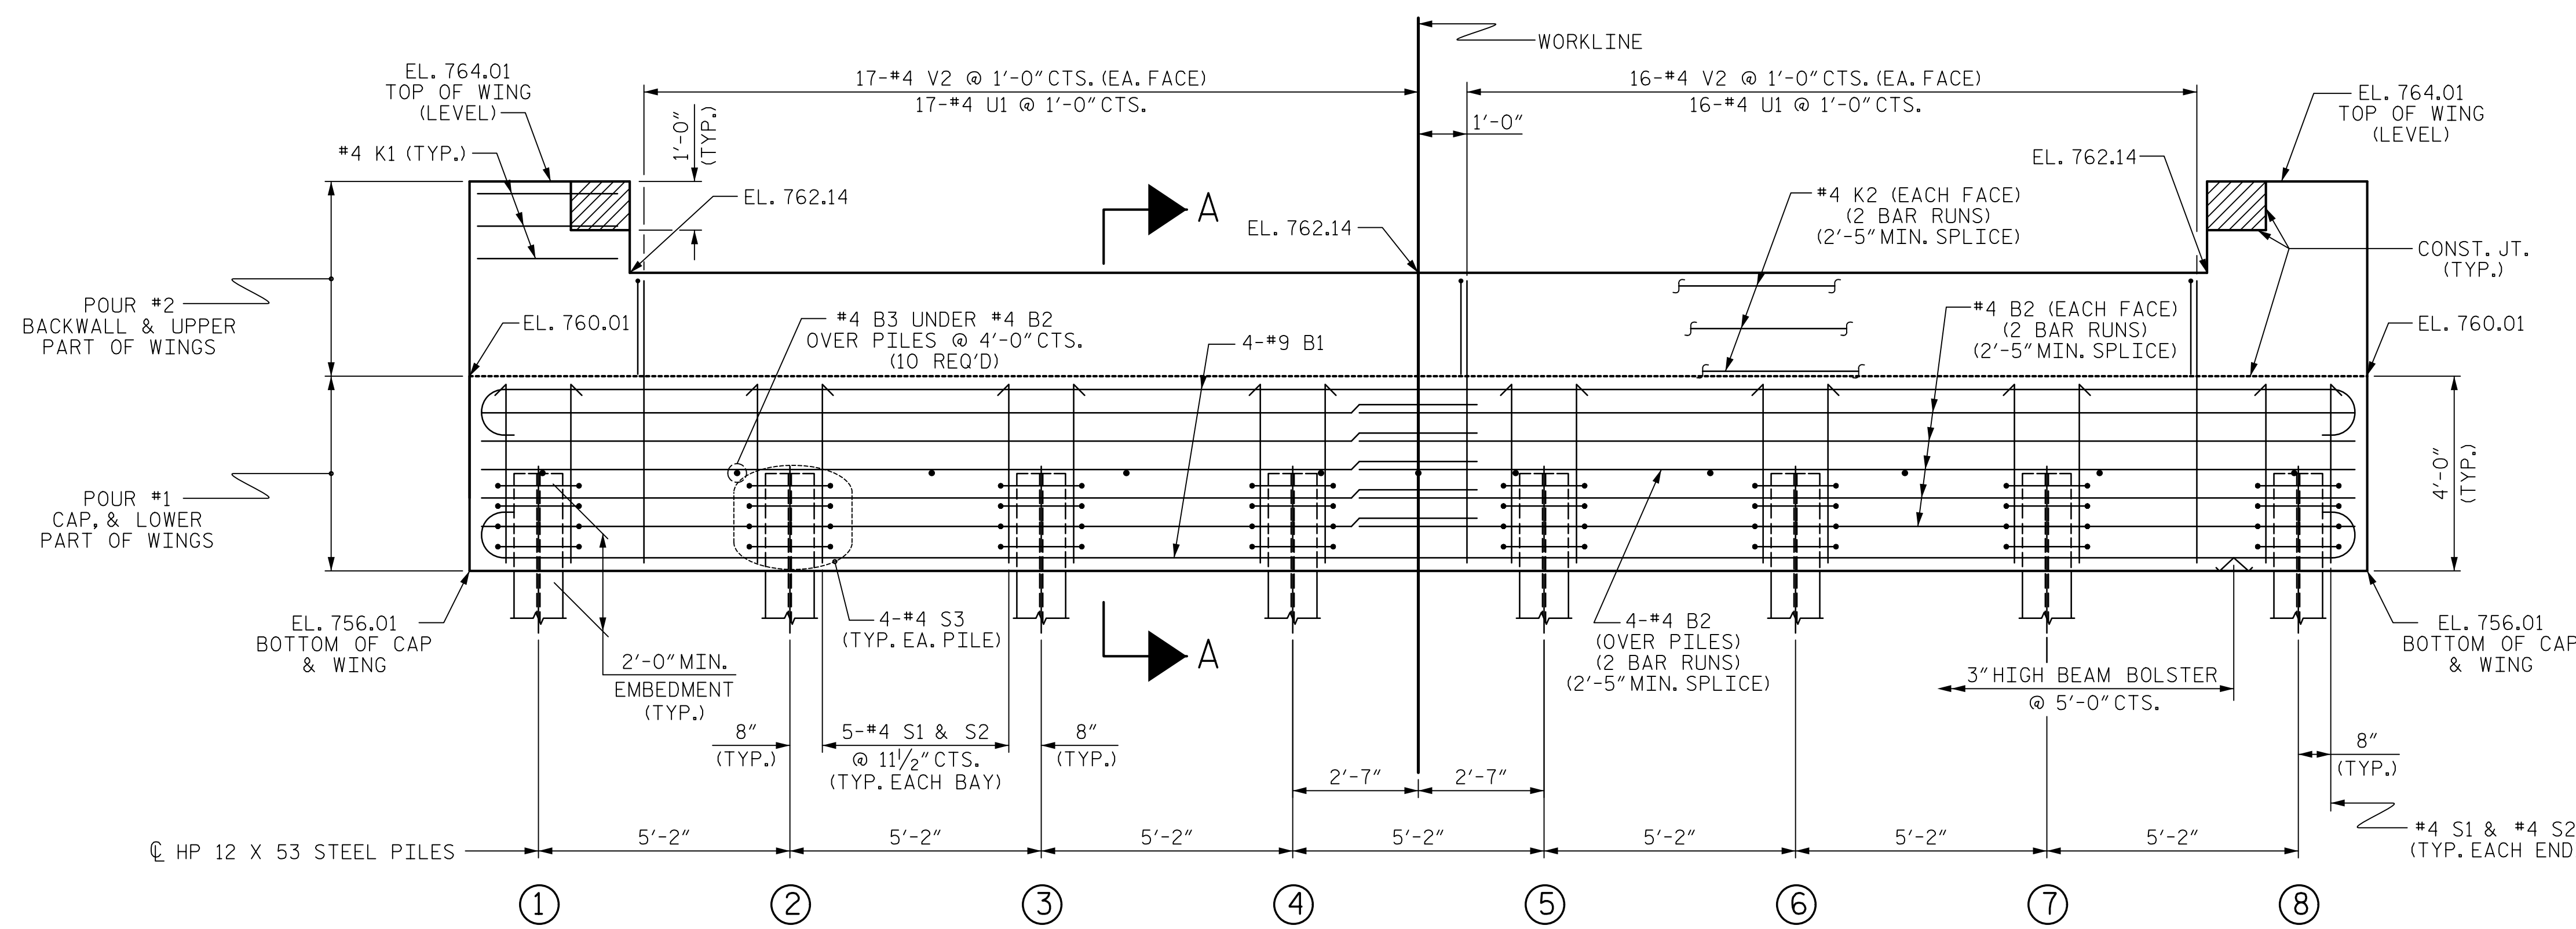 WORKLINE
EL. 764.01
TOP OF WING
(LEVEL)
17-#4 V2 @ 1'-0" CTS. (EA. FACE)
17-#4 U1 @ 1'-0" CTS.
16-#4 V2 @ 1'-0" CTS. (EA. FACE)
16-#4 U1 @ 1'-0" CTS.
EL. 764.01
TOP OF WING
(LEVEL)
1'-0"
(TYP.)
1'-0"
#4 K1 (TYP.)
EL. 762.14
EL. 762.14
A
EL. 762.14
#4 K2 (EACH FACE)
(2 BAR RUNS)
(2'-5" MIN. SPLICE)
CONST. JT.
(TYP.)
POUR #2
BACKWALL & UPPER
PART OF WINGS
EL. 760.01
#4 B3 UNDER #4 B2
OVER PILES @ 4'-0" CTS.
(10 REQ'D)
4-#9 B1
#4 B2 (EACH FACE)
(2 BAR RUNS)
(2'-5" MIN. SPLICE)
EL. 760.01
POUR #1
CAP, & LOWER
PART OF WINGS
4'-0"
(TYP.)
EL. 756.01
BOTTOM OF CAP
& WING
2'-0" MIN.
EMBEDMENT
(TYP.)
4-#4 S3
(TYP. EA. PILE)
A
4-#4 B2
(OVER PILES)
(2 BAR RUNS)
(2'-5" MIN. SPLICE)
3" HIGH BEAM BOLSTER
@ 5'-0" CTS.
EL. 756.01
BOTTOM OF CAP
& WING
8"
(TYP.)
5-#4 S1 & S2
@ 11½" CTS.
(TYP. EACH BAY)
8"
(TYP.)
2'-7"
2'-7"
8"
(TYP.)
#4 S1 & #4 S2
(TYP. EACH END
℄ HP 12 X 53 STEEL PILES
5'-2"
5'-2"
5'-2"
5'-2"
5'-2"
5'-2"
5'-2"
1
2
3
4
5
6
7
8